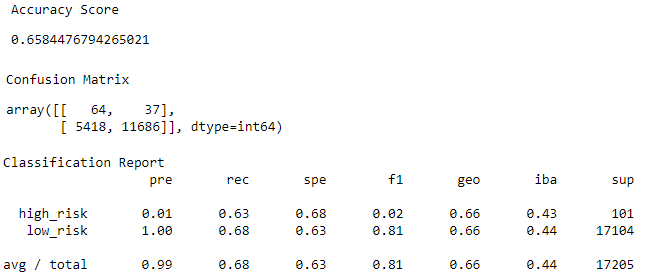 Accuracy Score
0.6584476794265021
Confusion Matrix
array([[   64,    37],
       [ 5418, 11686]], dtype=int64)
Classification Report
                   pre       rec       spe        f1       geo       iba       sup
  high_risk       0.01      0.63      0.68      0.02      0.66      0.43       101
   low_risk       1.00      0.68      0.63      0.81      0.66      0.44     17104
avg / total       0.99      0.68      0.63      0.81      0.66      0.44     17205